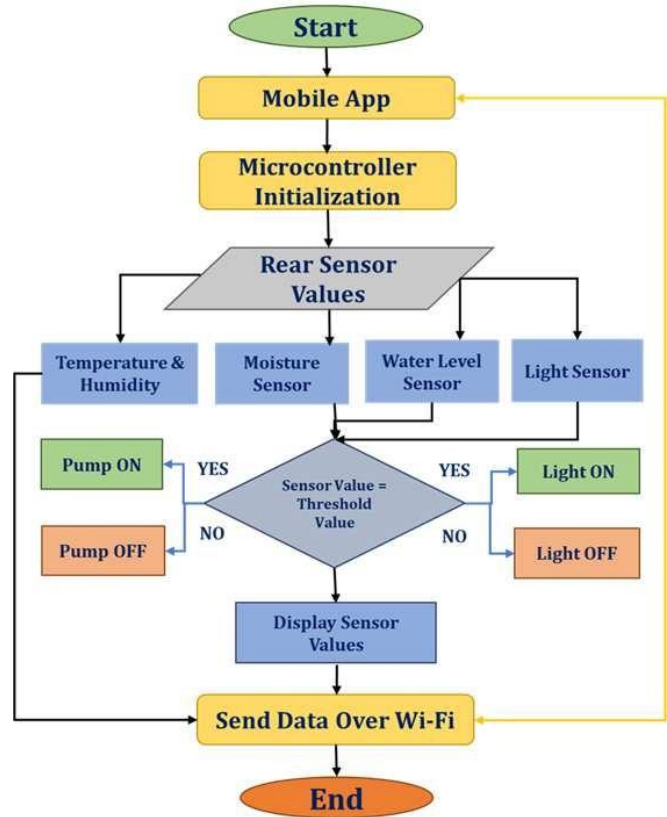 Start
Mobile App
Microcontroller
Initialization
Rear Sensor
Values
Temperature &
Humidity
Moisture
Sensor
Water Level
Sensor
Light Sensor
Pump ON
YES
Sensor Value =
Threshold
Value
YES
Light ON
Pump OFF
NO
NO
Light OFF
Display Sensor
Values
Send Data Over Wi-Fi
End